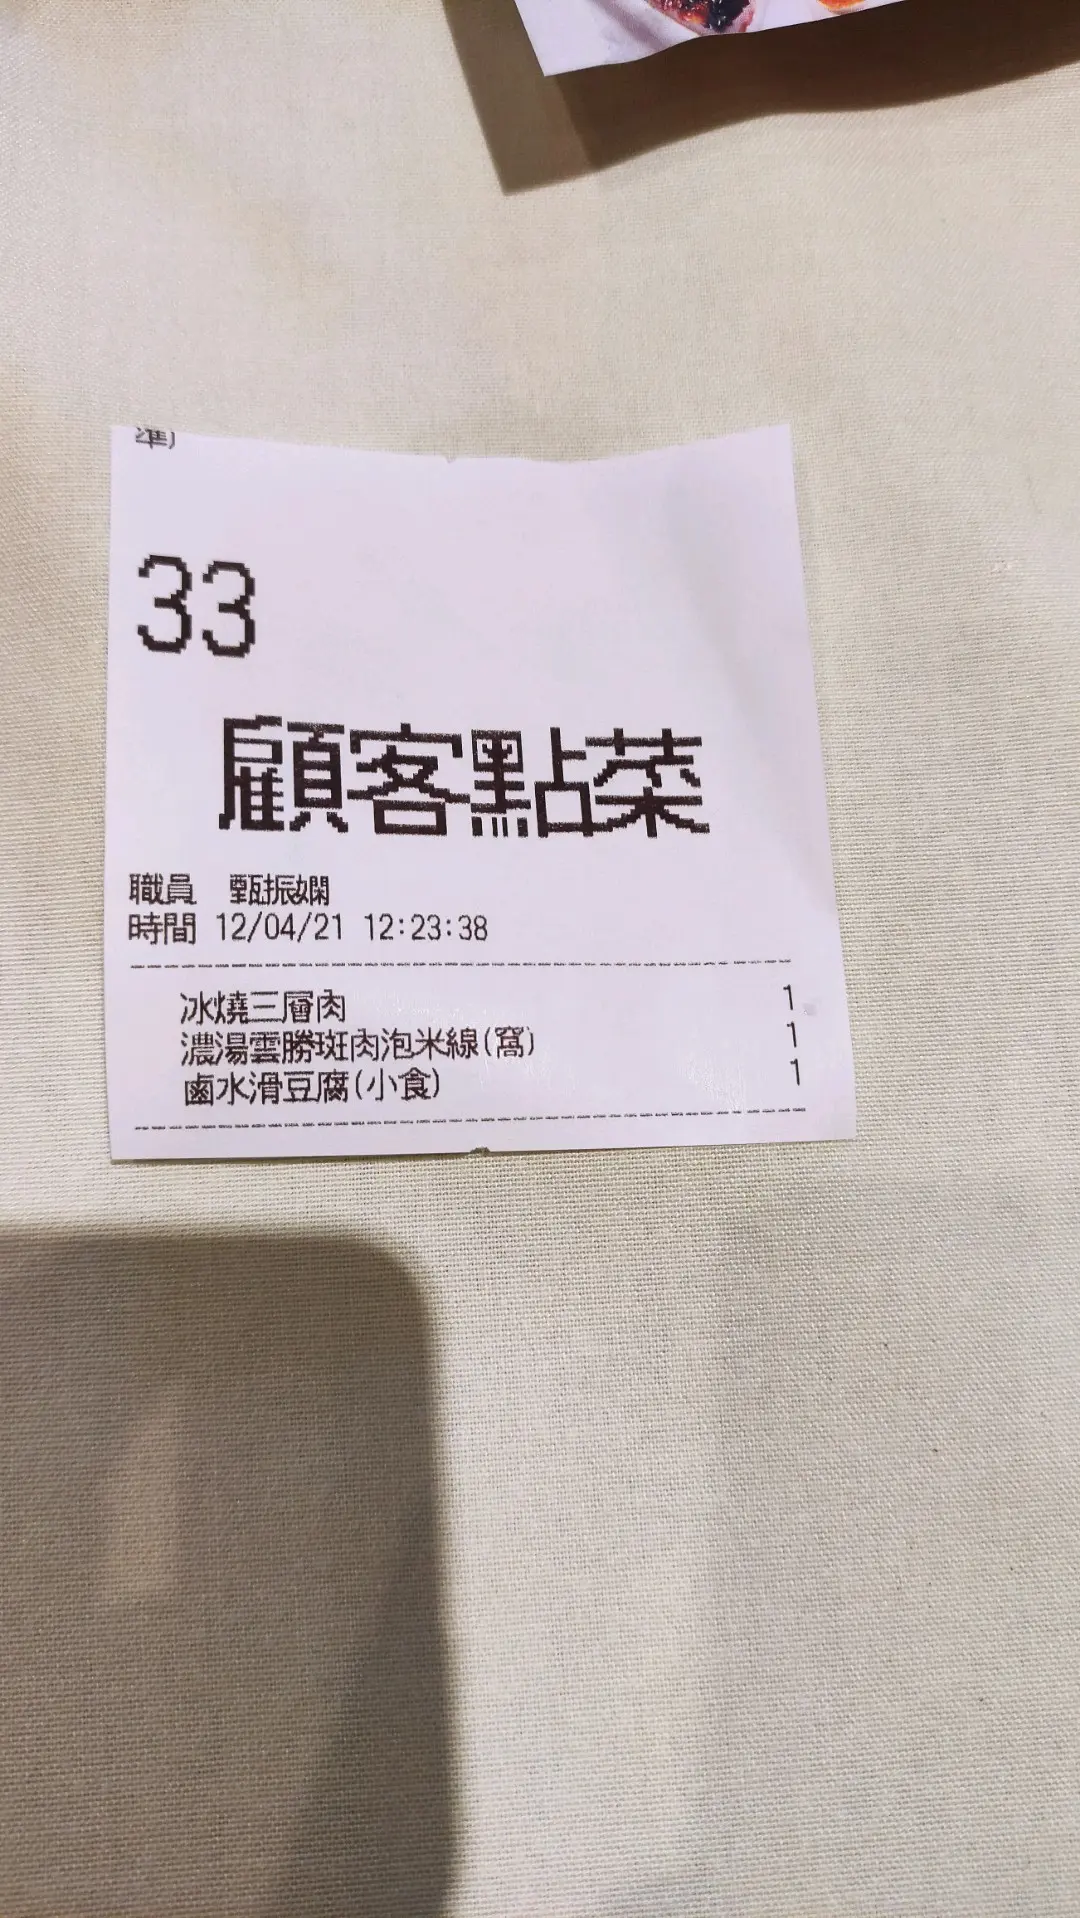 準)
33
顧客點菜
職員 甄振嫻
時間 12/04/21 12:23:38
冰燒三層肉 1
濃湯雲勝斑肉泡米線(窩) 1
鹵水滑豆腐(小食) 1